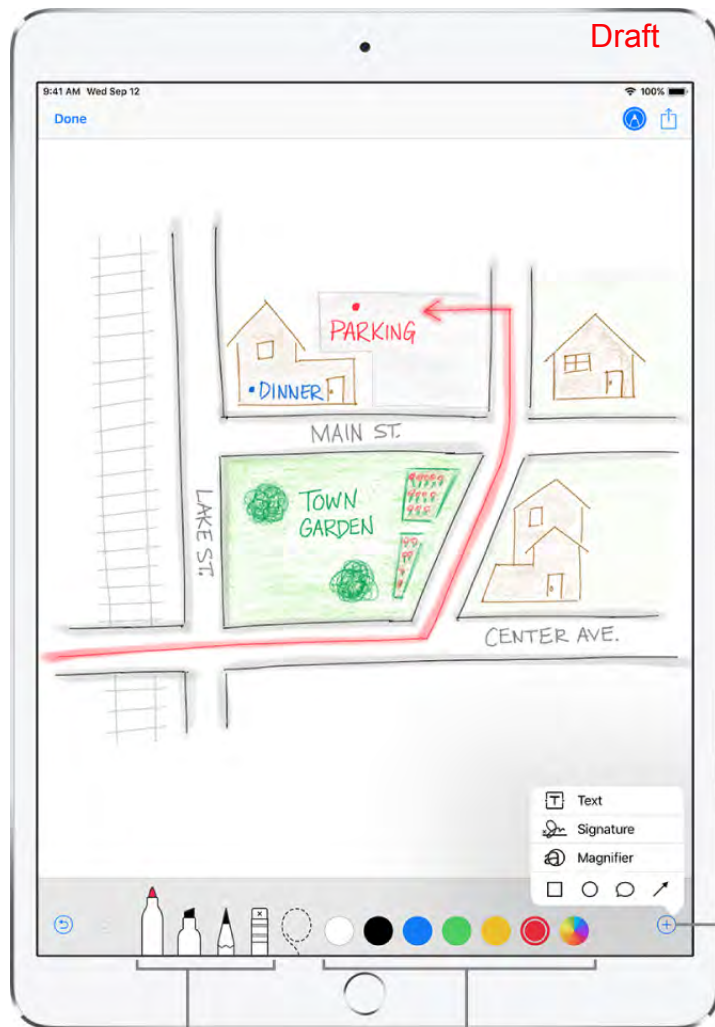 Draft
9:41 AM Wed Sep 12
100%
Done
PARKING
•DINNER
MAIN ST.
LAKE ST.
TOWN
GARDEN
CENTER AVE.
Text
Signature
Magnifier